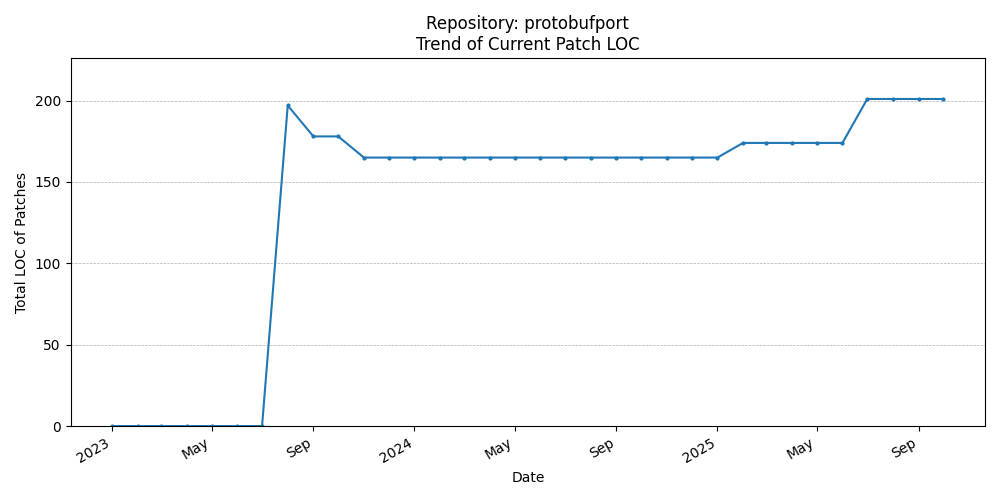 Repository: protobufport
Trend of Current Patch LOC
Total LOC of Patches
200
150
100
50
0
2023
May
Sep
2024
May
Sep
2025
May
Sep
Date